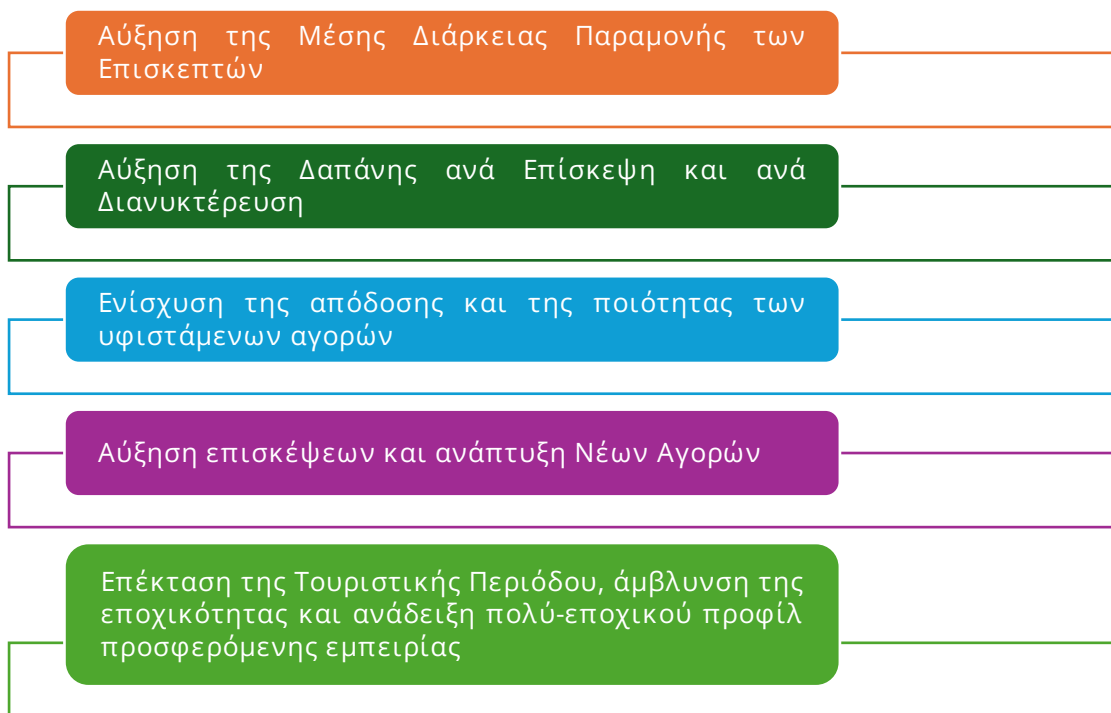 Αύξηση της Μέσης Διάρκειας Παραμονής των
Επισκεπτών
Αύξηση της Δαπάνης ανά Επίσκεψη και ανά
Διανυκτέρευση
Ενίσχυση της απόδοσης και της ποιότητας των
υφιστάμενων αγορών
Αύξηση επισκέψεων και ανάπτυξη Νέων Αγορών
Επέκταση της Τουριστικής Περιόδου, άμβλυνση της
εποχικότητας και ανάδειξη πολύ-εποχικού προφίλ
προσφερόμενης εμπειρίας